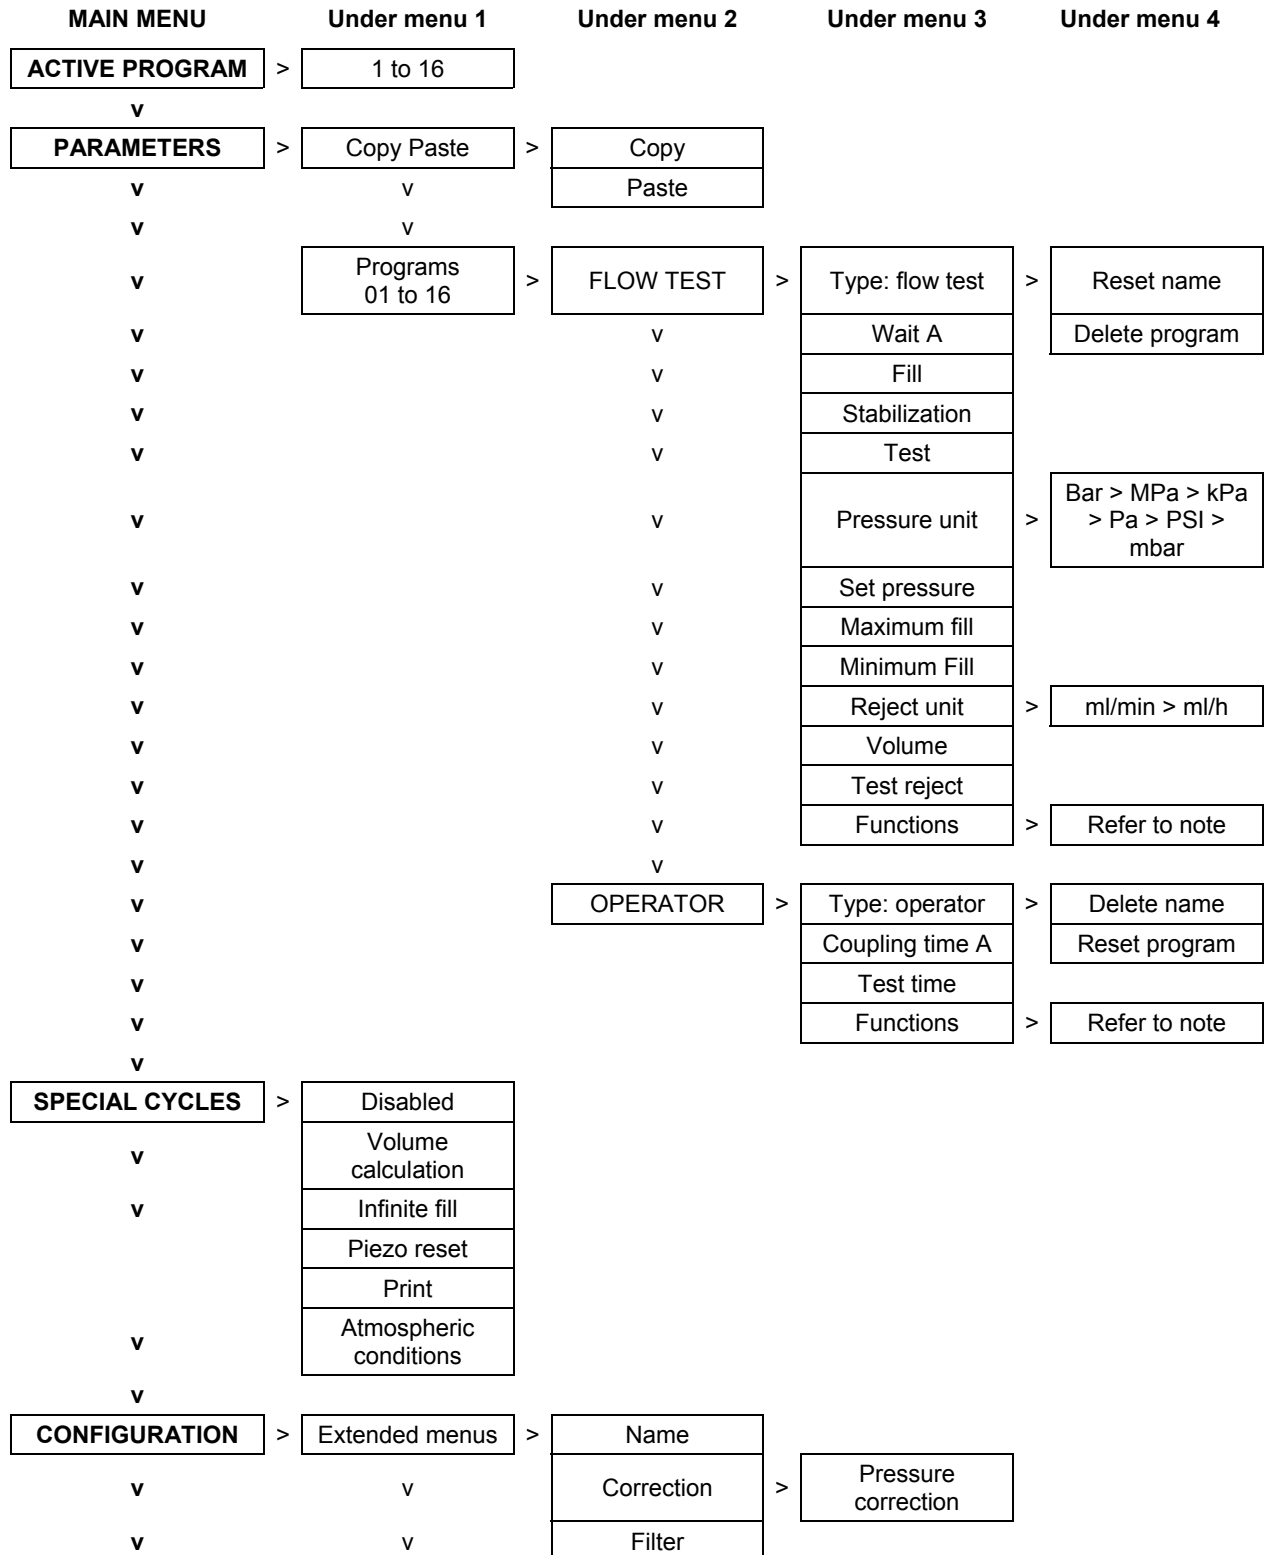 MAIN MENU Under menu 1 Under menu 2 Under menu 3 Under menu 4
ACTIVE PROGRAM > 1 to 16
v
PARAMETERS > Copy Paste > Copy
v v Paste
v v
v Programs
01 to 16 > FLOW TEST > Type: flow test > Reset name
v v Wait A Delete program
v v Fill
v v Stabilization
v v Test
v v Pressure unit > Bar > MPa > kPa
> Pa > PSI >
mbar
v v Set pressure
v v Maximum fill
v v Minimum Fill
v v Reject unit > ml/min > ml/h
v v Volume
v v Test reject
v v Functions > Refer to note
v v
v OPERATOR > Type: operator > Delete name
v Coupling time A Reset program
v Test time
v Functions > Refer to note
v
SPECIAL CYCLES > Disabled
v Volume
calculation
v Infinite fill
Piezo reset
Print
v Atmospheric
conditions
v
CONFIGURATION > Extended menus > Name
v v Correction > Pressure
correction
v v Filter